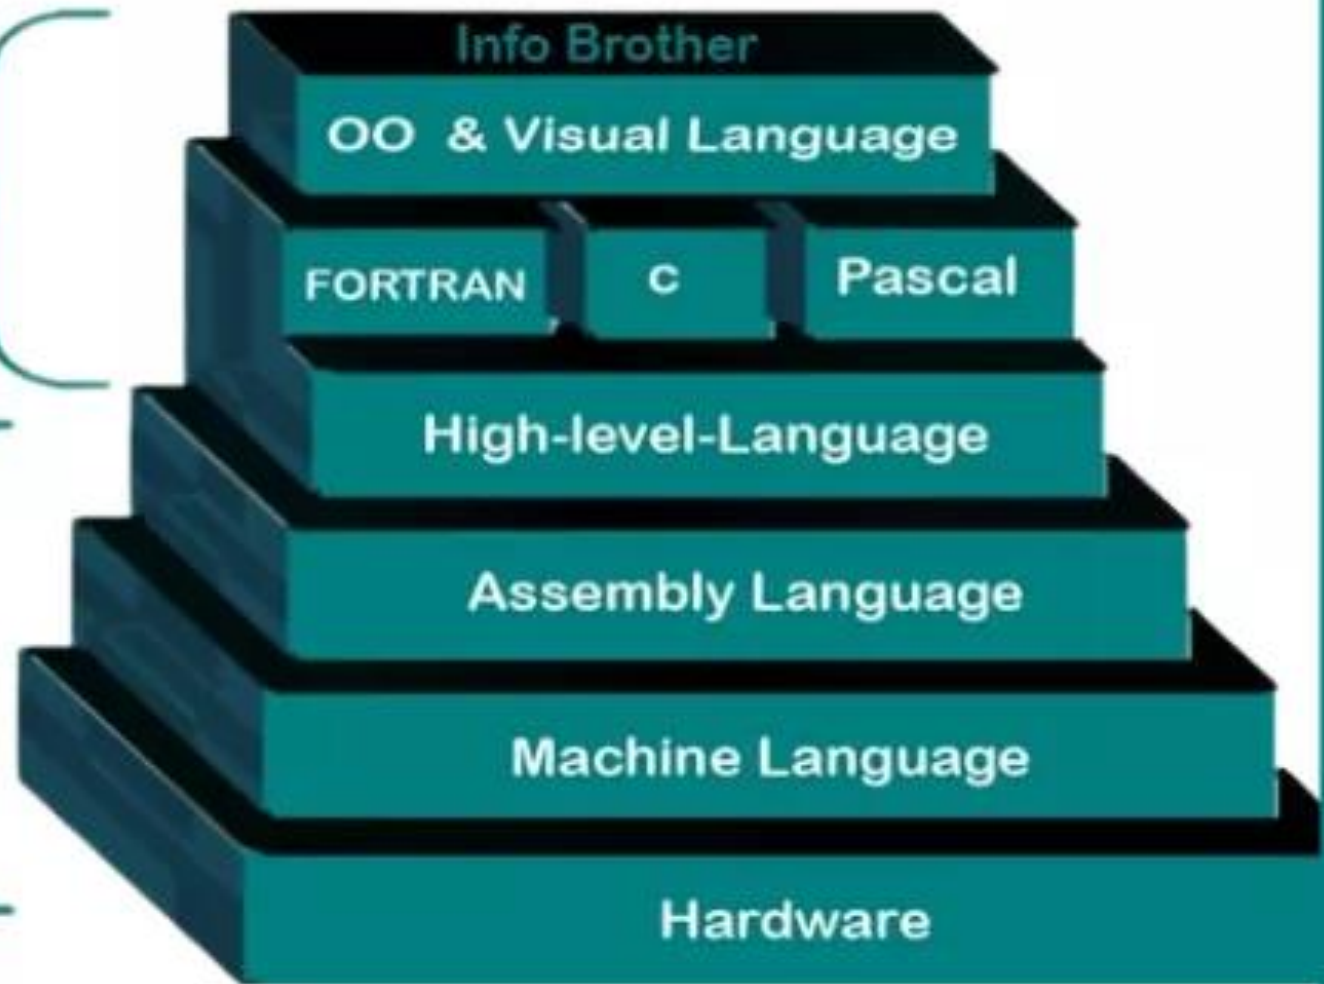 Info Brother
OO & Visual Language
FORTRAN
C
Pascal
High-level-Language
Assembly Language
Machine Language
Hardware